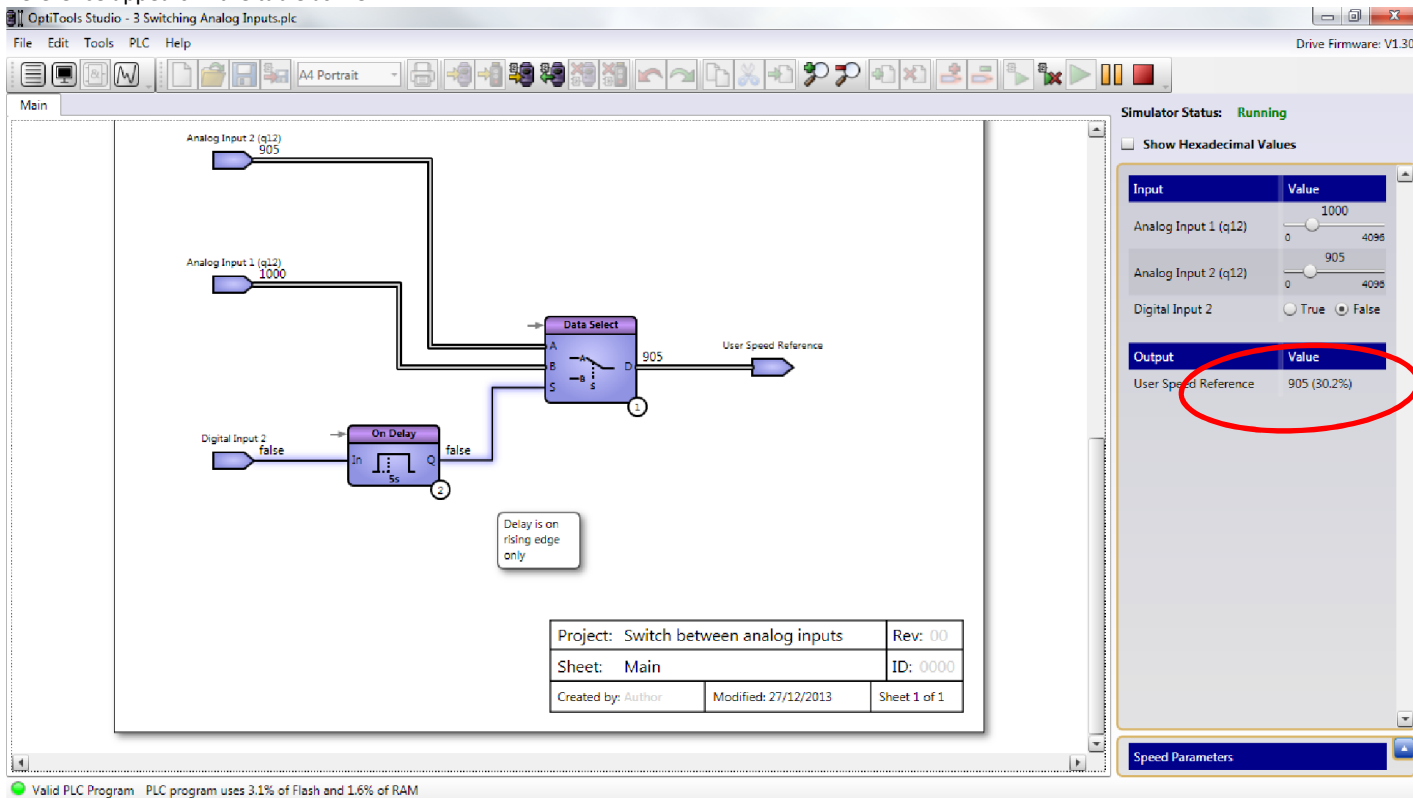 OptiTools Studio - 3 Switching Analog Inputs.plc
File Edit Tools PLC Help
Drive Firmware: V1.30
A4 Portrait
Main
Simulator Status: Running
Show Hexadecimal Values
Input Value
Analog Input 1 (q12)
1000
0 4096
Analog Input 2 (q12)
905
0 4096
Digital Input 2 True False
Output Value
User Speed Reference 905 (30.2%)
Speed Parameters
Analog Input 2 (q12)
905
Analog Input 1 (q12)
1000
Data Select
A
B
S
A
B
S
D
905
User Speed Reference
1
Digital Input 2
false
On Delay
In
Q
5s
false
2
Delay is on
rising edge
only
Project: Switch between analog inputs Rev: 00
Sheet: Main ID: 0000
Created by: Author Modified: 27/12/2013 Sheet 1 of 1
Valid PLC Program PLC program uses 3.1% of Flash and 1.6% of RAM